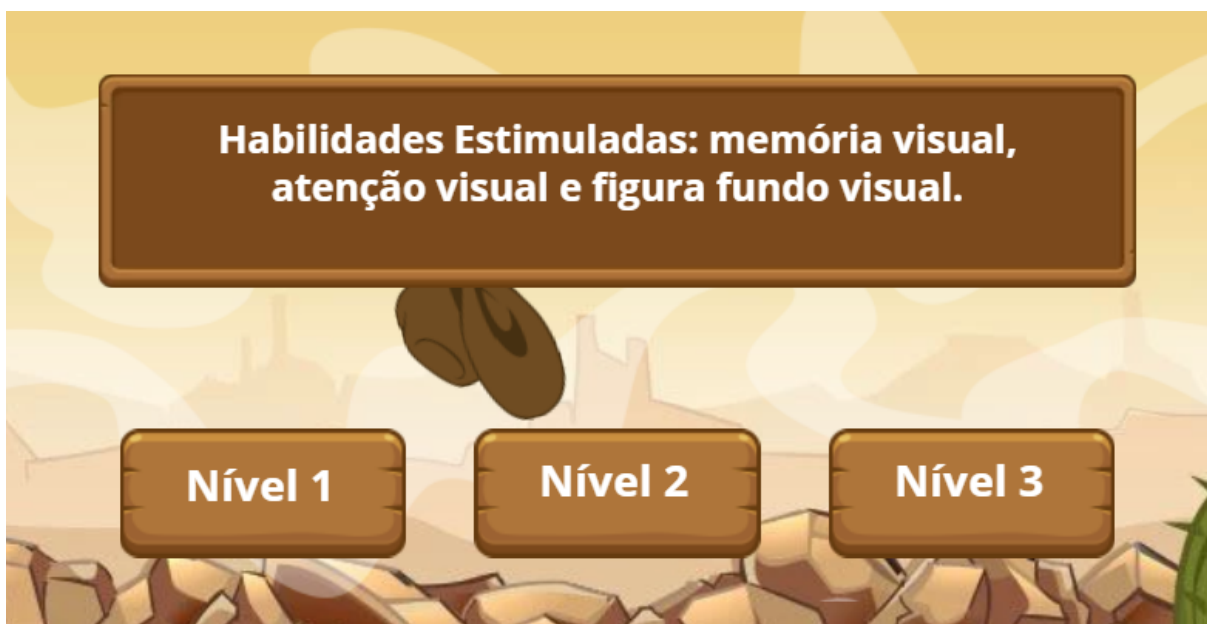 Habilidades Estimuladas: memória visual,
atenção visual e figura fundo visual.
Nível 1
Nível 2
Nível 3